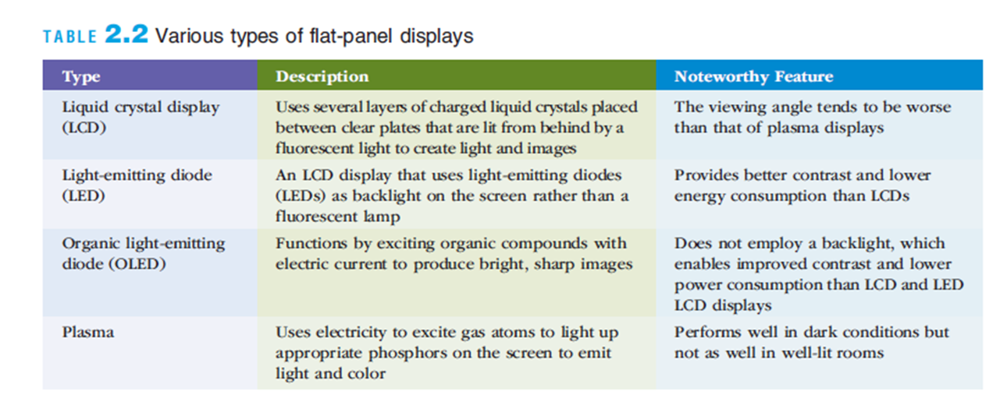 TABLE 2.2 Various types of flat-panel displays
Type Description Noteworthy Feature
Liquid crystal display
(LCD)
Uses several layers of charged liquid crystals placed
between clear plates that are lit from behind by a
fluorescent light to create light and images
The viewing angle tends to be worse
than that of plasma displays
Light-emitting diode
(LED)
An LCD display that uses light-emitting diodes
(LEDs) as backlight on the screen rather than a
fluorescent lamp
Provides better contrast and lower
energy consumption than LCDs
Organic light-emitting
diode (OLED)
Functions by exciting organic compounds with
electric current to produce bright, sharp images
Does not employ a backlight, which
enables improved contrast and lower
power consumption than LCD and LED
LCD displays
Plasma
Uses electricity to excite gas atoms to light up
appropriate phosphors on the screen to emit
light and color
Performs well in dark conditions but
not as well in well-lit rooms